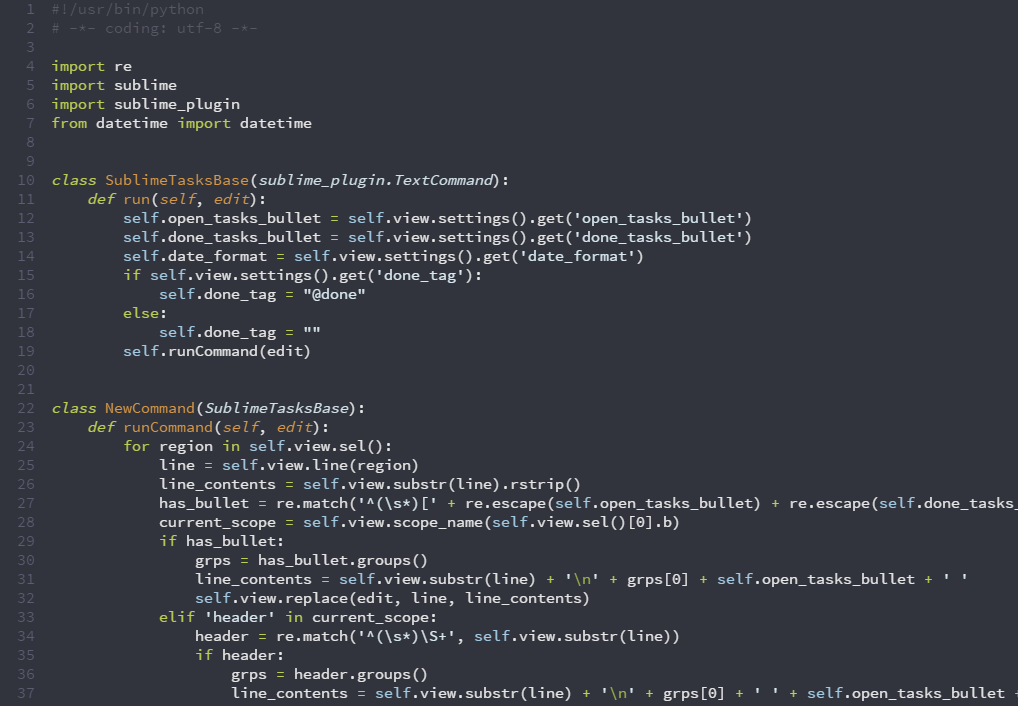 1 #!/usr/bin/python
2 # -*- coding: utf-8 -*-
3
4 import re
5 import sublime
6 import sublime_plugin
7 from datetime import datetime
8
9
10 class SublimeTasksBase(sublime_plugin.TextCommand):
11     def run(self, edit):
12         self.open_tasks_bullet = self.view.settings().get('open_tasks_bullet')
13         self.done_tasks_bullet = self.view.settings().get('done_tasks_bullet')
14         self.date_format = self.view.settings().get('date_format')
15         if self.view.settings().get('done_tag'):
16             self.done_tag = "@done"
17         else:
18             self.done_tag = ""
19         self.runCommand(edit)
20
21
22 class NewCommand(SublimeTasksBase):
23     def runCommand(self, edit):
24         for region in self.view.sel():
25             line = self.view.line(region)
26             line_contents = self.view.substr(line).rstrip()
27             has_bullet = re.match('^(\s*)[' + re.escape(self.open_tasks_bullet) + re.escape(self.done_tasks_
28             current_scope = self.view.scope_name(self.view.sel()[0].b)
29             if has_bullet:
30                 grps = has_bullet.groups()
31                 line_contents = self.view.substr(line) + '\n' + grps[0] + self.open_tasks_bullet + ' '
32                 self.view.replace(edit, line, line_contents)
33             elif 'header' in current_scope:
34                 header = re.match('^(\s*)\S+', self.view.substr(line))
35                 if header:
36                     grps = header.groups()
37                     line_contents = self.view.substr(line) + '\n' + grps[0] + ' ' + self.open_tasks_bullet +